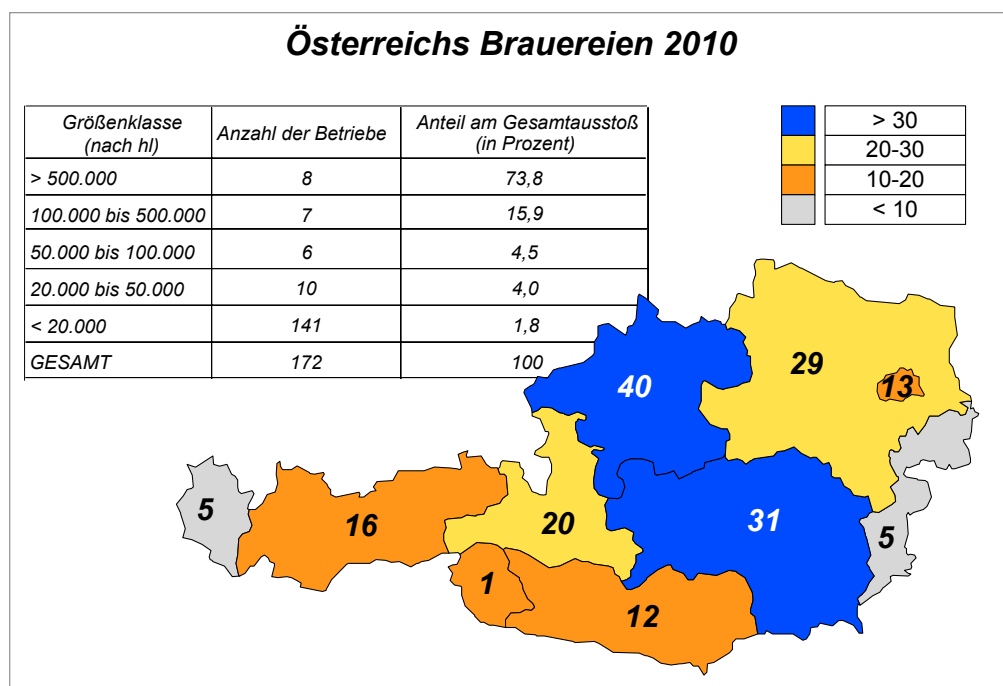 Österreichs Brauereien 2010
Größenklasse (nach hl) Anzahl der Betriebe Anteil am Gesamtausstoß (in Prozent)
> 500.000 8 73,8
100.000 bis 500.000 7 15,9
50.000 bis 100.000 6 4,5
20.000 bis 50.000 10 4,0
< 20.000 141 1,8
GESAMT 172 100
> 30
20-30
10-20
< 10
40
29
13
5
16
20
31
5
1
12